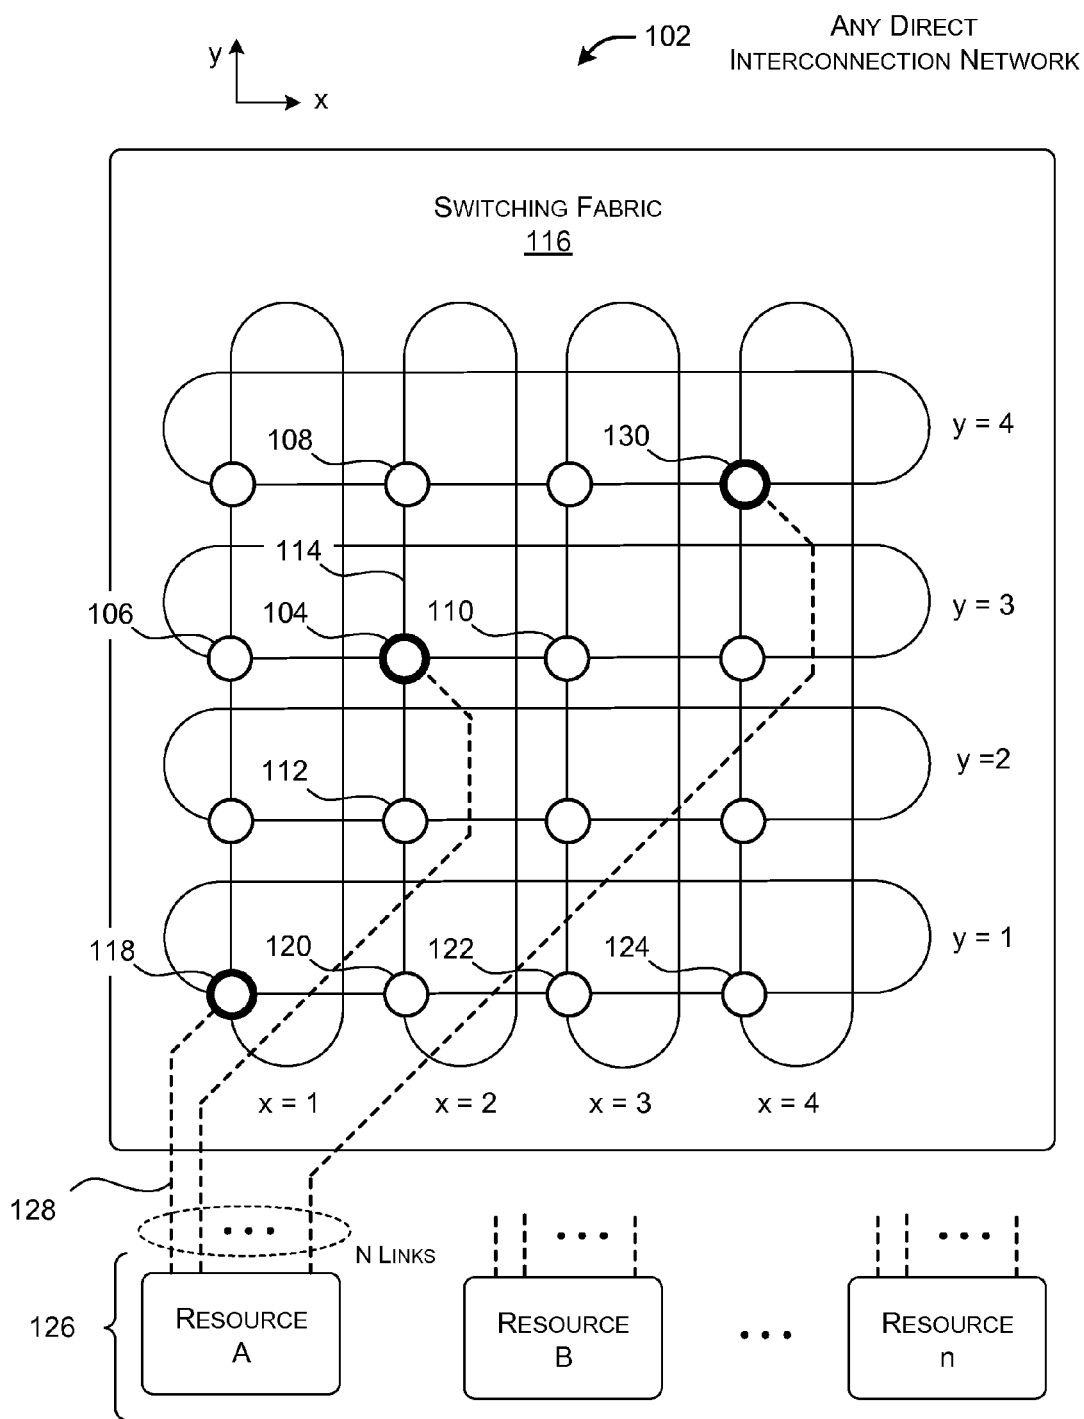 ANY DIRECT
INTERCONNECTION NETWORK
102
y
x
SWITCHING FABRIC
116
108
130
y = 4
114
106
104
110
y = 3
112
y =2
118
120
122
124
y = 1
x = 1
x = 2
x = 3
x = 4
128
• • •
N LINKS
• • •
• • •
126
RESOURCE
A
RESOURCE
B
• • •
RESOURCE
n